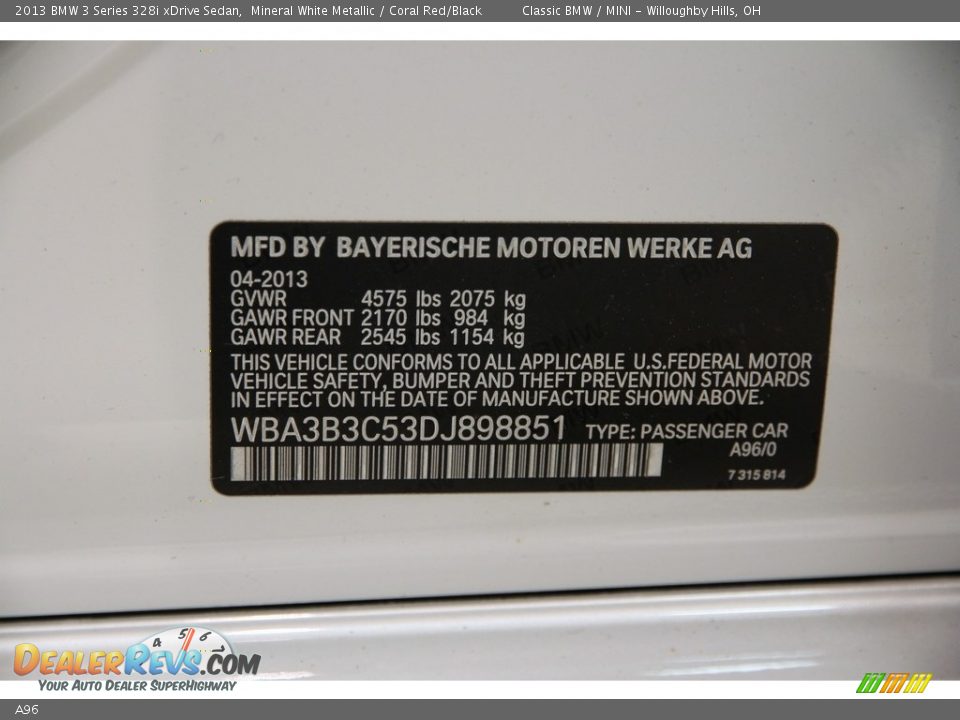 2013 BMW 3 Series 328i xDrive Sedan,  Mineral White Metallic / Coral Red/Black     Classic BMW / MINI - Willoughby Hills, OH
MFD BY BAYERISCHE MOTOREN WERKE AG
04-2013
GVWR 4575 lbs 2075 kg
GAWR FRONT 2170 lbs 984 kg
GAWR REAR 2545 lbs 1154 kg
THIS VEHICLE CONFORMS TO ALL APPLICABLE U.S.FEDERAL MOTOR
VEHICLE SAFETY, BUMPER AND THEFT PREVENTION STANDARDS
IN EFFECT ON THE DATE OF MANUFACTURE SHOWN ABOVE.
WBA3B3C53DJ898851 TYPE: PASSENGER CAR
A96/0
7 315 814
4 5 6 7
DEALERREVS.COM
YOUR AUTO DEALER SUPERHIGHWAY
A96